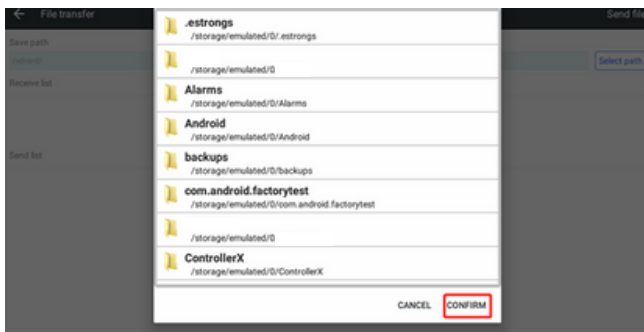 File transfer
Send file
Save path
Select path
Receive list
Send list
.estrongs
/storage/emulated/0/.estrongs
/storage/emulated/0
Alarms
/storage/emulated/0/Alarms
Android
/storage/emulated/0/Android
backups
/storage/emulated/0/backups
com.android.factorytest
/storage/emulated/0/com.android.factorytest
/storage/emulated/0
ControllerX
/storage/emulated/0/ControllerX
CANCEL CONFIRM